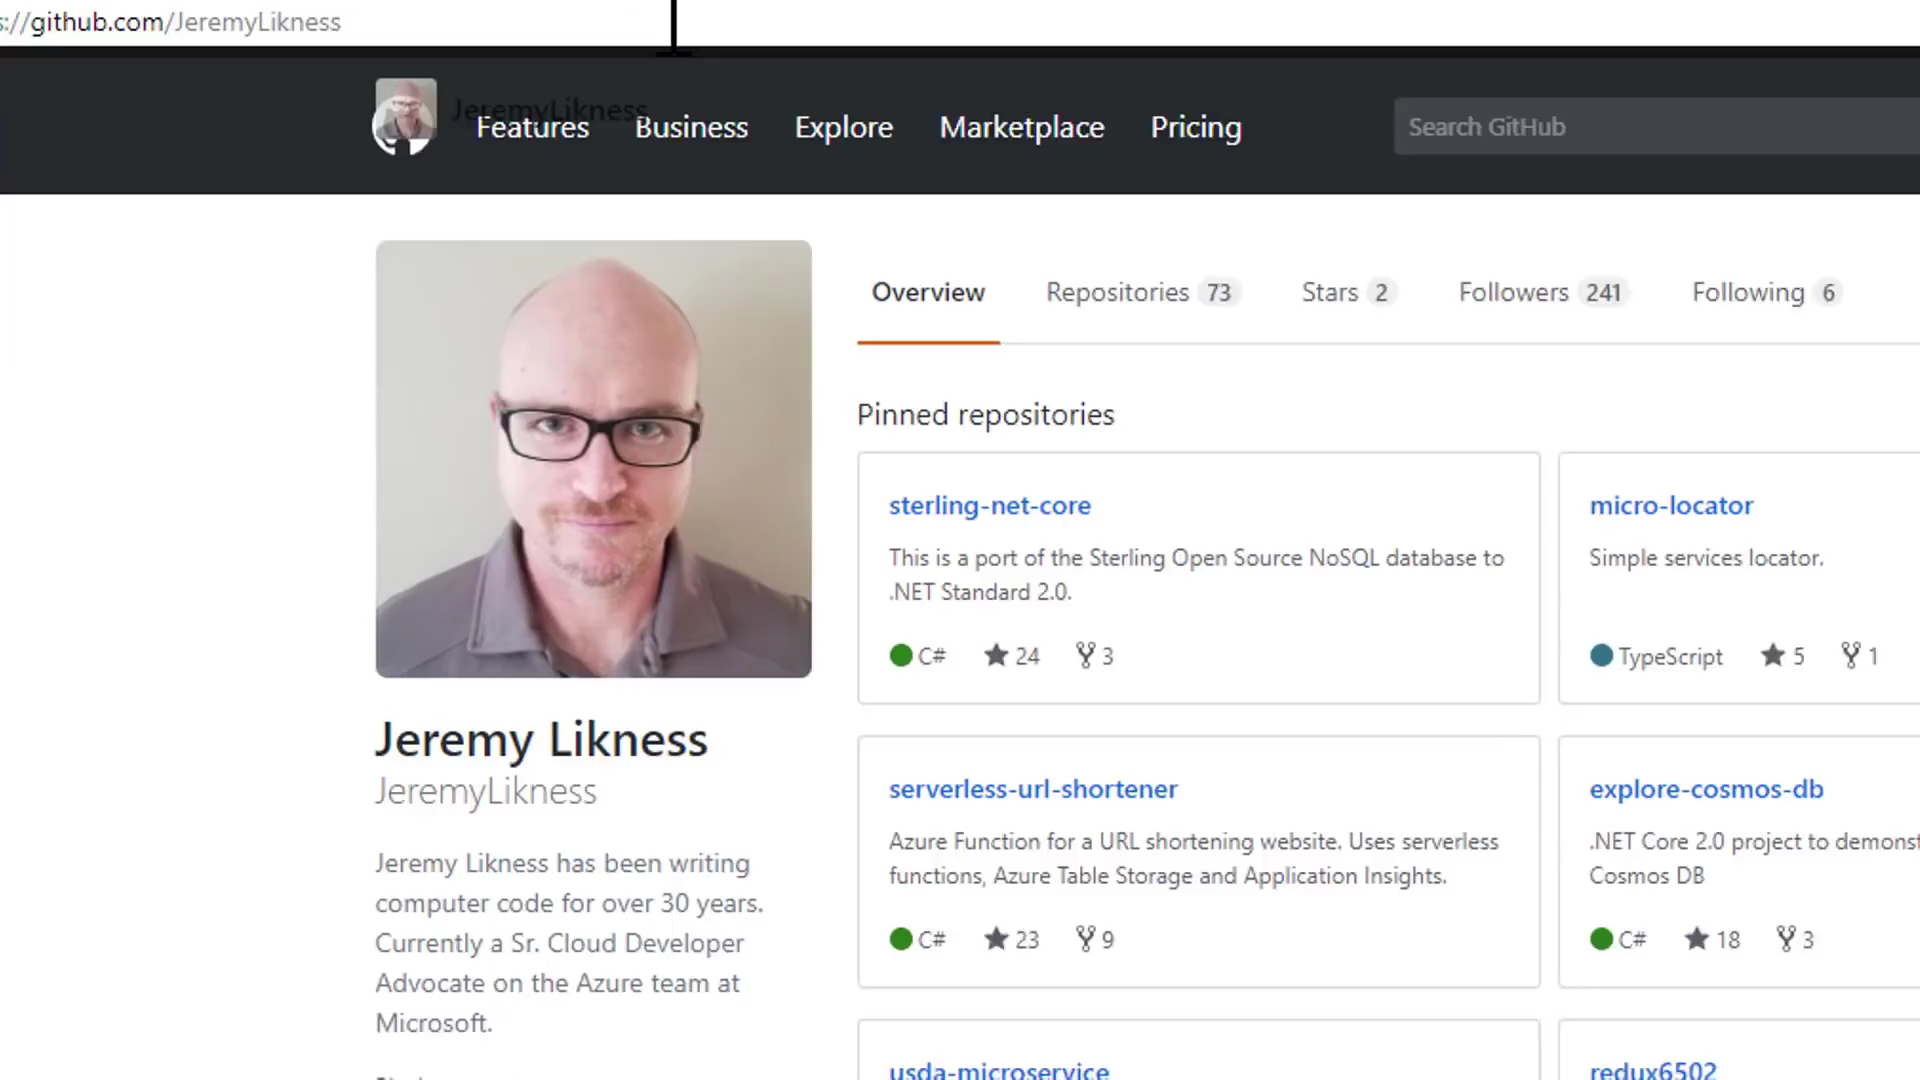 s://github.com/JeremyLikness
JeremyLikness
Features Business Explore Marketplace Pricing Search GitHub
Overview Repositories 73 Stars 2 Followers 241 Following 6
Pinned repositories
sterling-net-core
This is a port of the Sterling Open Source NoSQL database to
.NET Standard 2.0.
C# 24 3
micro-locator
Simple services locator.
TypeScript 5 1
Jeremy Likness
JeremyLikness
Jeremy Likness has been writing
computer code for over 30 years.
Currently a Sr. Cloud Developer
Advocate on the Azure team at
Microsoft.
serverless-url-shortener
Azure Function for a URL shortening website. Uses serverless
functions, Azure Table Storage and Application Insights.
C# 23 9
explore-cosmos-db
.NET Core 2.0 project to demonst
Cosmos DB
C# 18 3
usda-microservice
redux6502